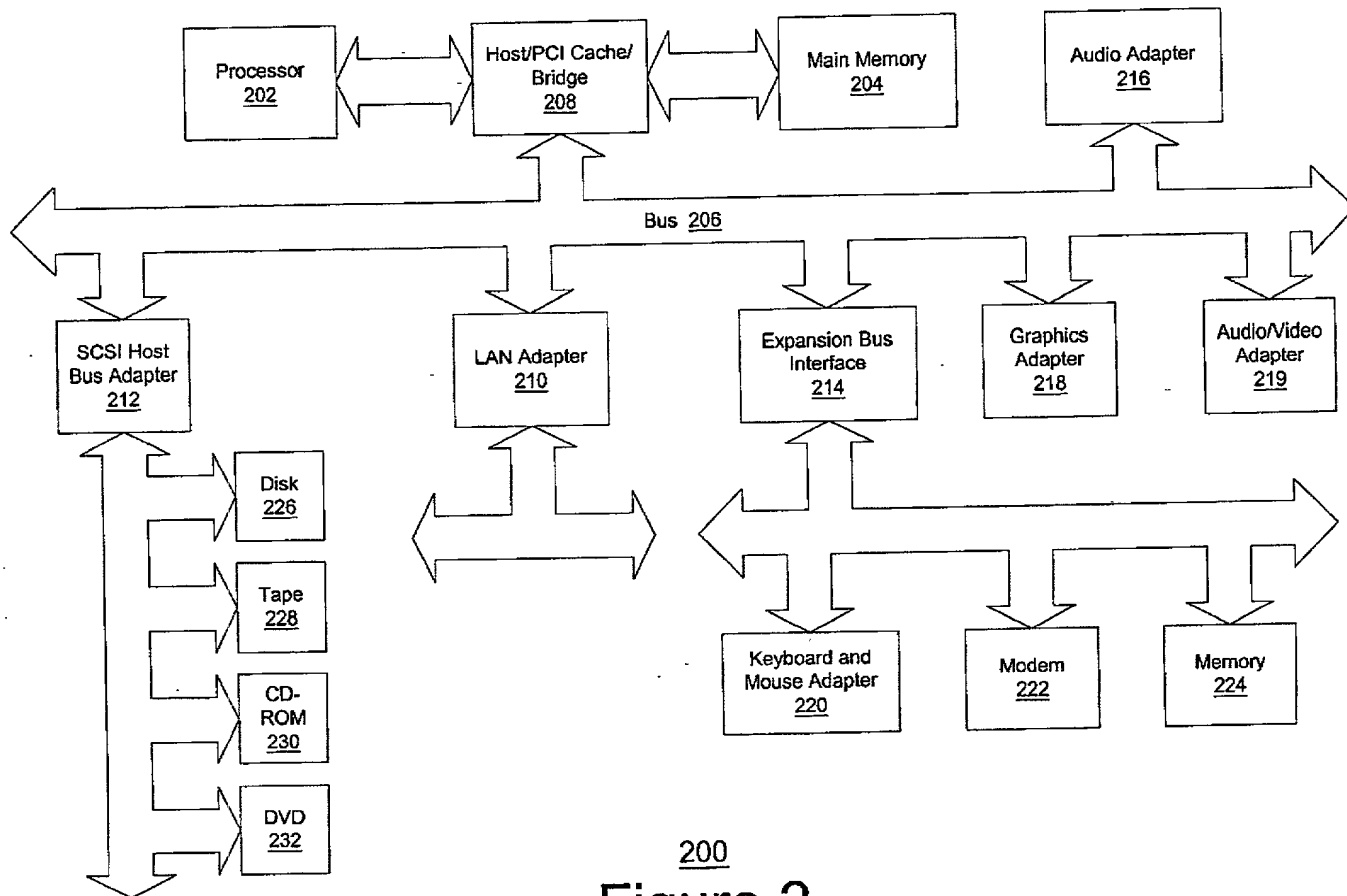 Processor
202
Host/PCI Cache/
Bridge
208
Main Memory
204
Audio Adapter
216
Bus 206
SCSI Host
Bus Adapter
212
LAN Adapter
210
Expansion Bus
Interface
214
Graphics
Adapter
218
Audio/Video
Adapter
219
Disk
226
Tape
228
CD-
ROM
230
DVD
232
Keyboard and
Mouse Adapter
220
Modem
222
Memory
224
200
Figure 2